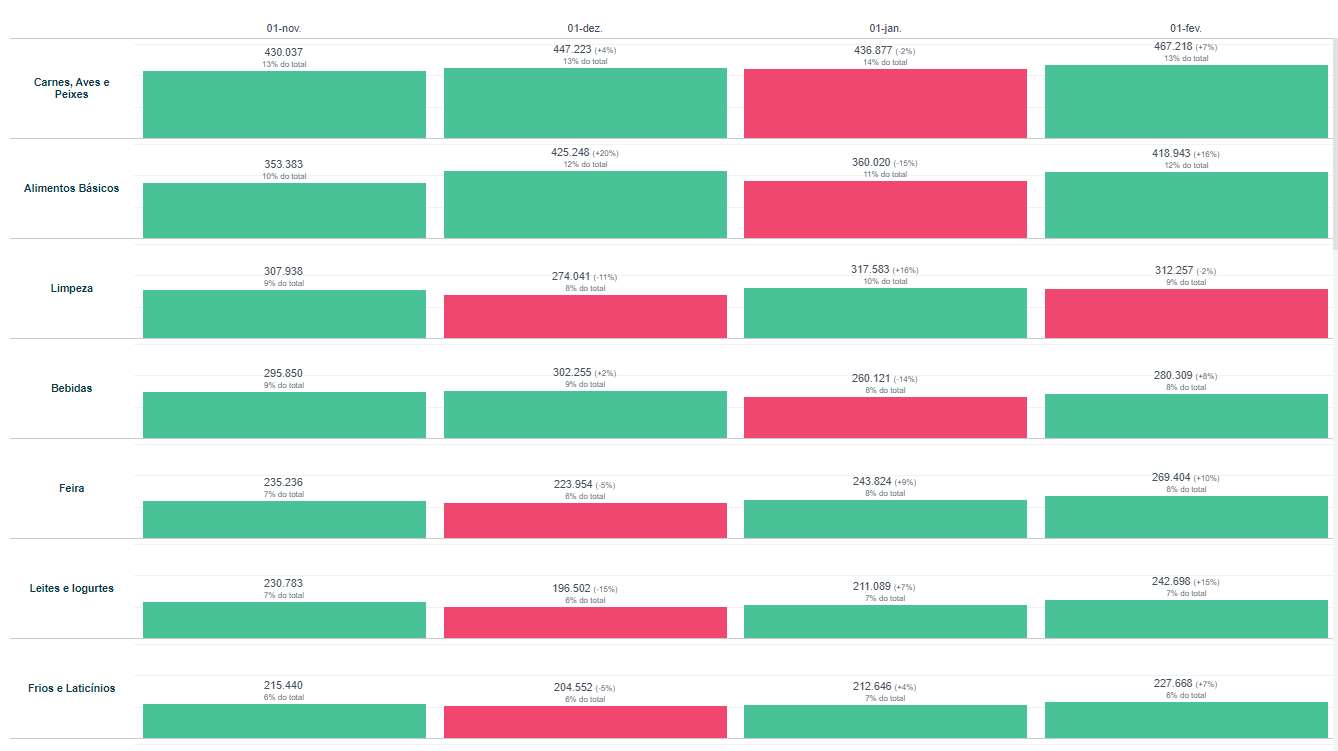 01-nov.
01-dez.
01-jan.
01-fev.
Carnes, Aves e
Peixes
430.037
13% do total
447.223 (+4%)
13% do total
436.877 (-2%)
14% do total
467.218 (+7%)
13% do total
Alimentos Básicos
353.383
10% do total
425.248 (+20%)
12% do total
360.020 (-15%)
11% do total
418.943 (+16%)
12% do total
Limpeza
307.938
9% do total
274.041 (-11%)
8% do total
317.583 (+16%)
10% do total
312.257 (-2%)
9% do total
Bebidas
295.850
9% do total
302.255 (+2%)
9% do total
260.121 (-14%)
8% do total
280.309 (+8%)
8% do total
Feira
235.236
7% do total
223.954 (-5%)
6% do total
243.824 (+9%)
8% do total
269.404 (+10%)
8% do total
Leites e Iogurtes
230.783
7% do total
196.502 (-15%)
6% do total
211.089 (+7%)
7% do total
242.698 (+15%)
7% do total
Frios e Laticínios
215.440
6% do total
204.552 (-5%)
6% do total
212.646 (+4%)
7% do total
227.668 (+7%)
6% do total